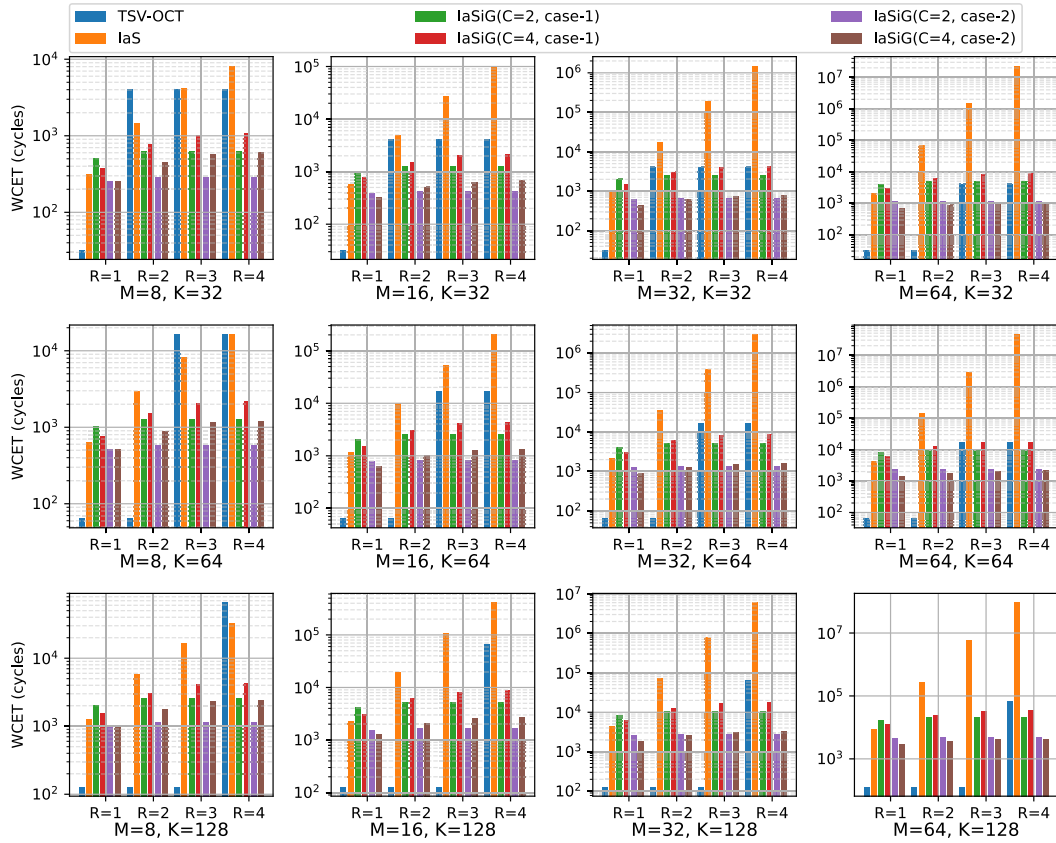 TSV-OCT
IaS
IaSiG(C=2, case-1)
IaSiG(C=4, case-1)
IaSiG(C=2, case-2)
IaSiG(C=4, case-2)
WCET (cycles)
10^4
10^3
10^2
R=1 R=2 R=3 R=4
M=8, K=32
10^5
10^4
10^3
10^2
R=1 R=2 R=3 R=4
M=16, K=32
10^6
10^5
10^4
10^3
10^2
R=1 R=2 R=3 R=4
M=32, K=32
10^7
10^6
10^5
10^4
10^3
10^2
R=1 R=2 R=3 R=4
M=64, K=32
WCET (cycles)
10^4
10^3
10^2
R=1 R=2 R=3 R=4
M=8, K=64
10^5
10^4
10^3
10^2
R=1 R=2 R=3 R=4
M=16, K=64
10^6
10^5
10^4
10^3
10^2
R=1 R=2 R=3 R=4
M=32, K=64
10^7
10^6
10^5
10^4
10^3
10^2
R=1 R=2 R=3 R=4
M=64, K=64
WCET (cycles)
10^4
10^3
10^2
R=1 R=2 R=3 R=4
M=8, K=128
10^5
10^4
10^3
10^2
R=1 R=2 R=3 R=4
M=16, K=128
10^7
10^6
10^5
10^4
10^3
10^2
R=1 R=2 R=3 R=4
M=32, K=128
10^7
10^5
10^3
R=1 R=2 R=3 R=4
M=64, K=128